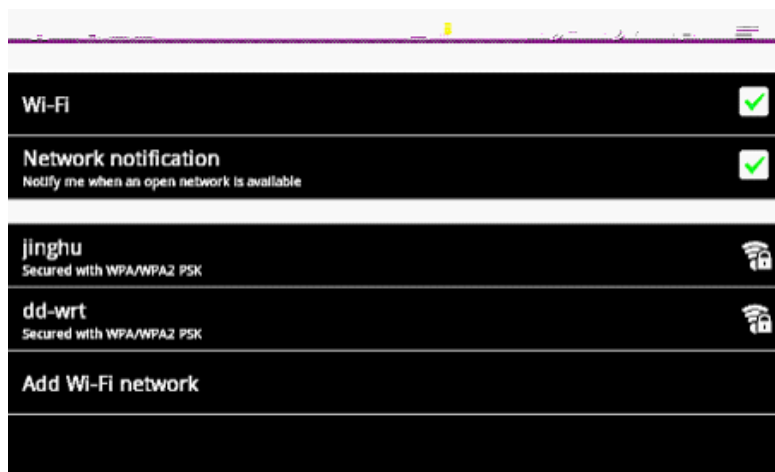 Wi-Fi
Network notification
Notify me when an open network is available
jinghu
Secured with WPA/WPA2 PSK
dd-wrt
Secured with WPA/WPA2 PSK
Add Wi-Fi network